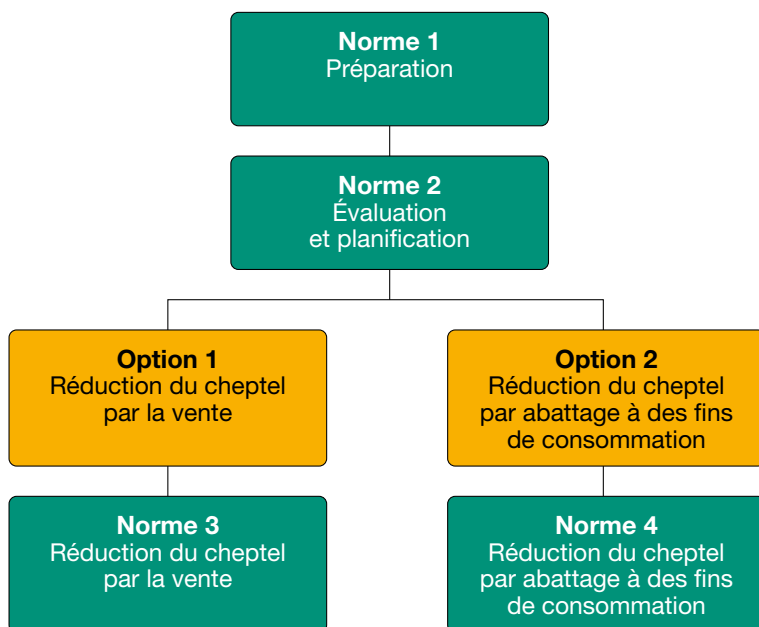 Norme 1
Préparation
Norme 2
Évaluation
et planification
Option 1
Réduction du cheptel
par la vente
Option 2
Réduction du cheptel
par abattage à des fins
de consommation
Norme 3
Réduction du cheptel
par la vente
Norme 4
Réduction du cheptel
par abattage à des fins
de consommation